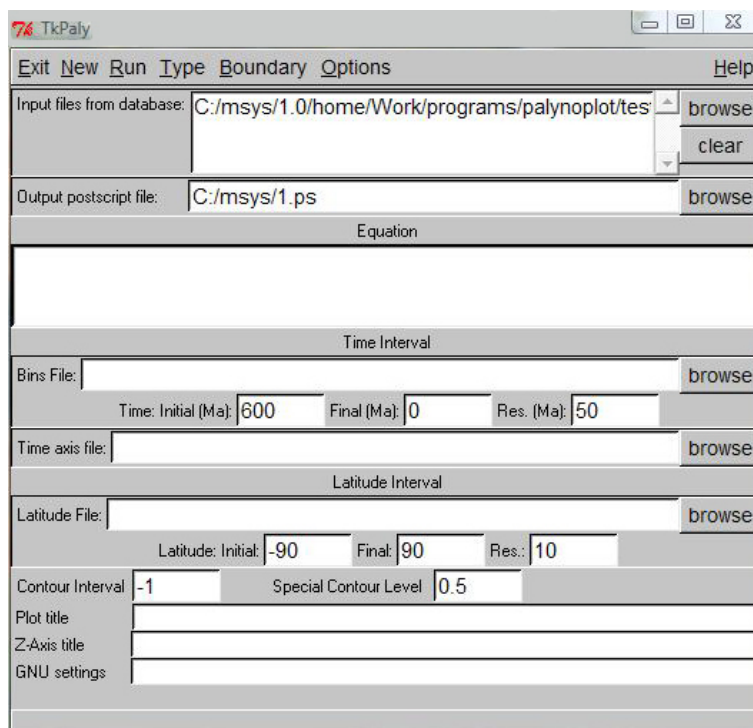 TkPaly
Exit New Run Type Boundary Options Help
Input files from database: C:/msys/1.0/home/Work/programs/palynoplot/test browse
clear
Output postscript file: C:/msys/1.ps browse
Equation
Time Interval
Bins File: browse
Time: Initial (Ma): 600 Final (Ma): 0 Res. (Ma): 50
Time axis file: browse
Latitude Interval
Latitude File: browse
Latitude: Initial: -90 Final: 90 Res.: 10
Contour Interval -1 Special Contour Level 0.5
Plot title
Z-Axis title
GNU settings